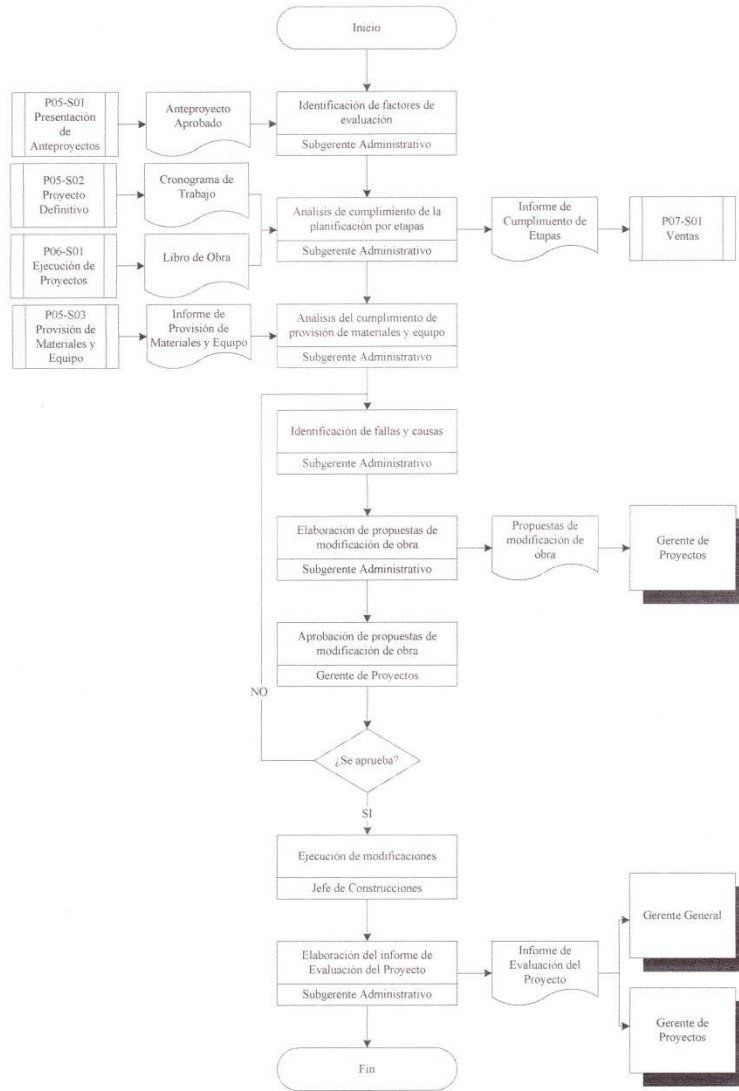 Inicio
P05-S01
Presentación
de
Anteproyectos
Anteproyecto
Aprobado
Identificación de factores de
evaluación
Subgerente Administrativo
P05-S02
Proyecto
Definitivo
Cronograma de
Trabajo
Análisis de cumplimiento de la
planificación por etapas
Subgerente Administrativo
Informe de
Cumplimiento de
Etapas
P07-S01
Ventas
P06-S01
Ejecución de
Proyectos
Libro de Obra
P05-S03
Provisión de
Materiales y
Equipo
Informe de
Provisión de
Materiales y Equipo
Análisis del cumplimiento de
provisión de materiales y equipo
Subgerente Administrativo
Identificación de fallas y causas
Subgerente Administrativo
Elaboración de propuestas de
modificación de obra
Subgerente Administrativo
Propuestas de
modificación de
obra
Gerente de
Proyectos
Aprobación de propuestas de
modificación de obra
Gerente de Proyectos
NO
¿Se aprueba?
SI
Ejecución de modificaciones
Jefe de Construcciones
Elaboración del informe de
Evaluación del Proyecto
Subgerente Administrativo
Informe de
Evaluación del
Proyecto
Gerente General
Gerente de
Proyectos
Fin